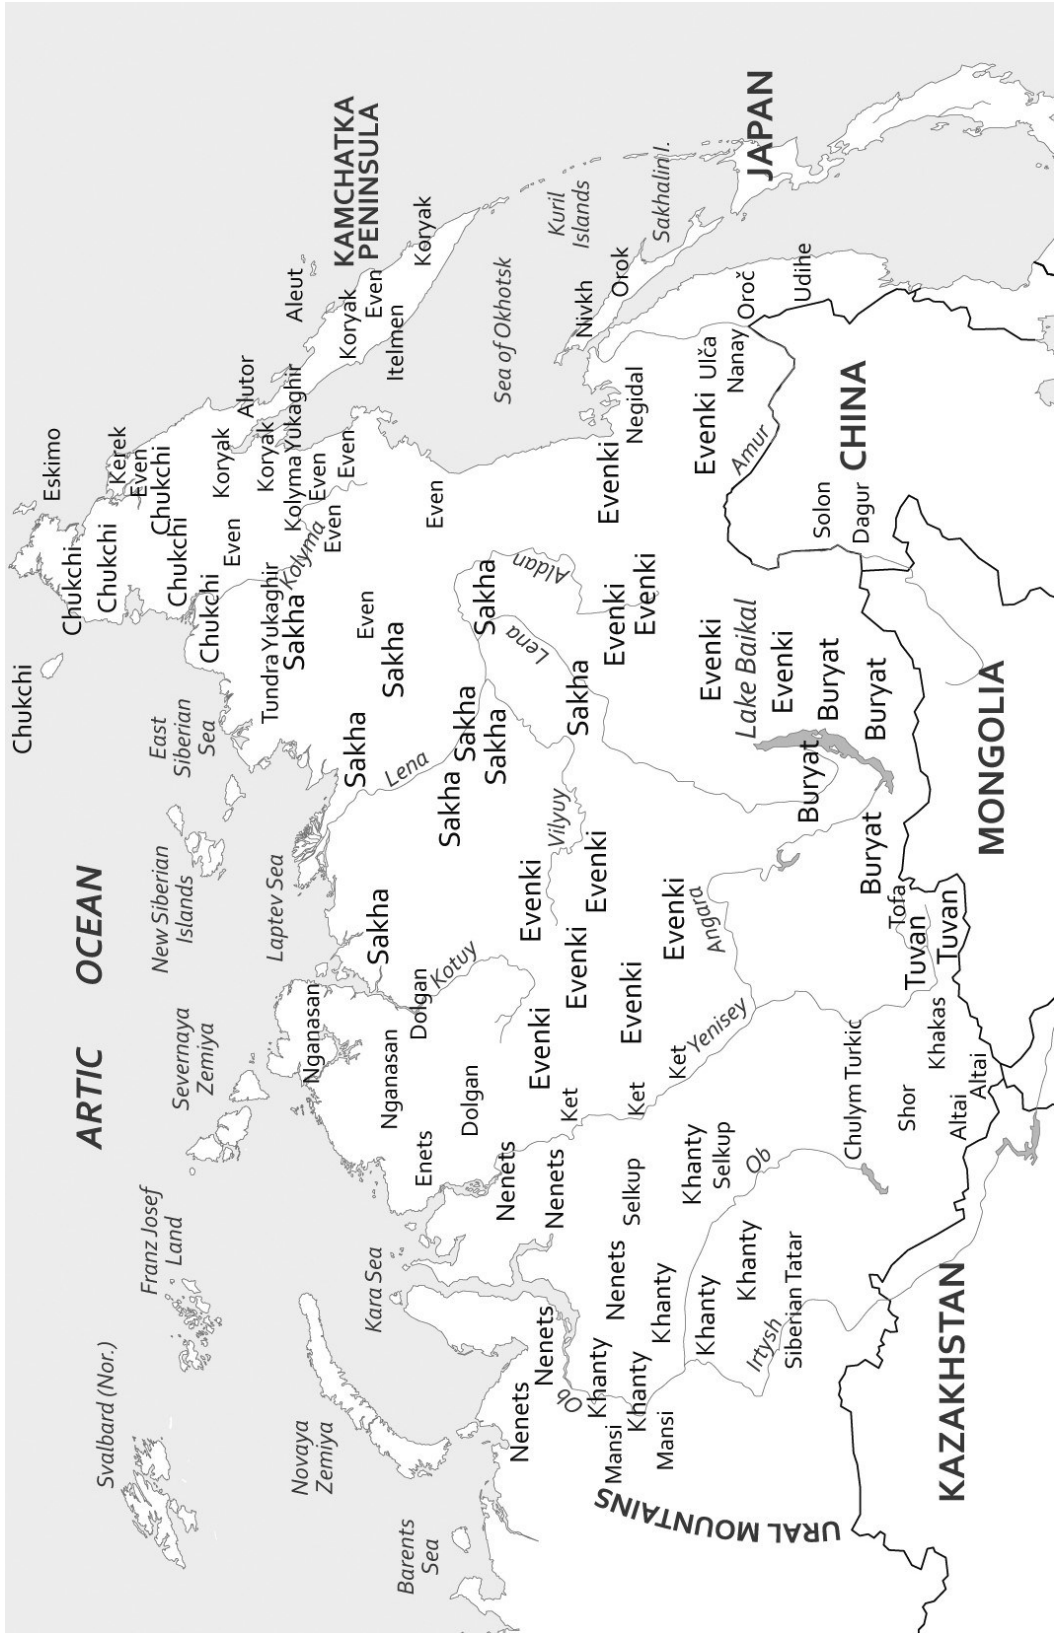 ARTIC OCEAN
Svalbard (Nor.)
Franz Josef
Land
Severnaya
Zemiya
New Siberian
Islands
East
Siberian
Sea
Chukchi
Eskimo
Barents
Sea
Novaya
Zemiya
Kara Sea
Laptev Sea
Chukchi
Chukchi
Kerek
Even
Chukchi
Chukchi
Chukchi
Koryak
Even
Alutor
Koryak
Tundra Yukaghir
Sakha
Kolyma
Kolyma Yukaghir
Even
Even
Even
Aleut
KAMCHATKA
PENINSULA
Koryak
Even
Itelmen
Koryak
Nganasan
Nganasan
Enets
Dolgan
Dolgan
Kotuy
Sakha
Sakha
Lena
Sakha
Even
Even
Sakha
Sakha
Sakha
Sakha
Aldan
Lena
Sakha
Sea of Okhotsk
Kuril
Islands
Sakhalin I.
Nivkh
Orok
JAPAN
Nenets
Nenets
Ob
Nenets
Nenets
Nenets
Ket
Evenki
Evenki
Evenki
Vilyuy
Evenki
Evenki
Evenki
Evenki
Negidal
Khanty
Mansi
Khanty
Mansi
Khanty
Selkup
Ket
Evenki
Ket
Evenki
Yenisey
Angara
Evenki
Evenki
Ulča
Nanay
Oroč
Udihe
Amur
URAL MOUNTAINS
Khanty
Khanty
Khanty
Selkup
Ob
Irtysh
Siberian Tatar
Chulym Turkic
Lake Baikal
Evenki
Buryat
Buryat
Buryat
Buryat
Solon
Dagur
CHINA
Shor
Khakas
Altai
Altai
Tofa
Tuvan
Tuvan
KAZAKHSTAN
MONGOLIA